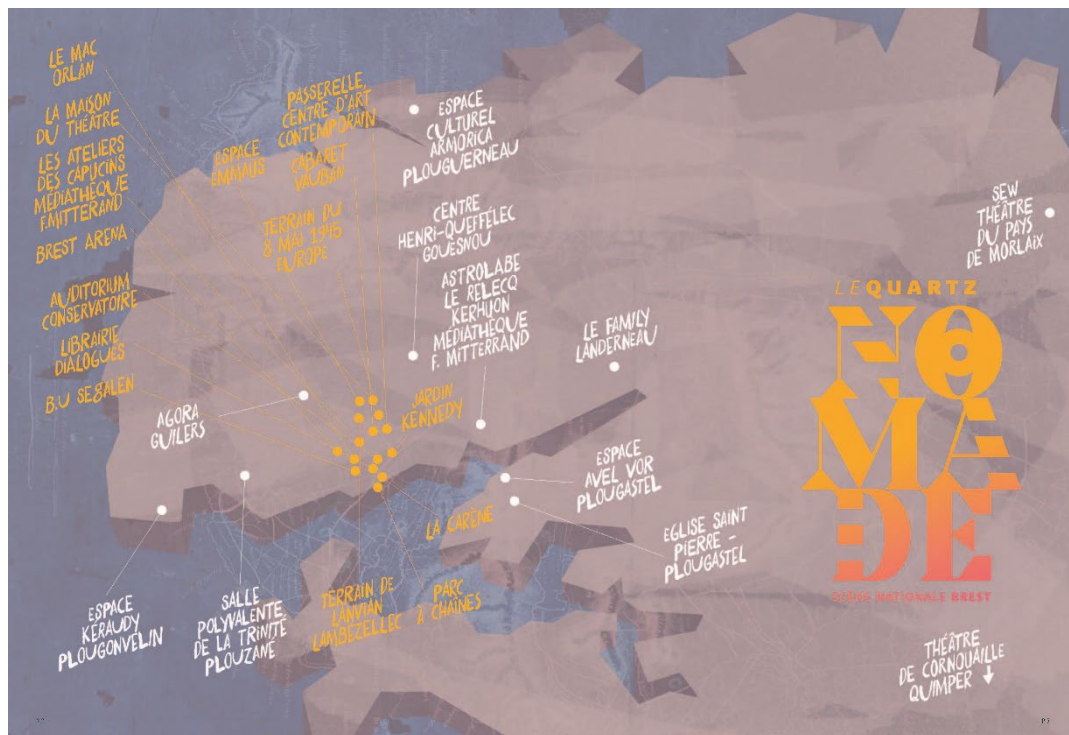 LE MAC
ORLAN
LA MAISON
DU THÉÂTRE
LES ATELIERS
DES CAPUCINS
MÉDIATHÈQUE
F.MITTERAND
BREST ARENA
AUDITORIUM
CONSERVATOIRE
LIBRAIRIE
DIALOGUES
B.U SEGALEN
ESPACE
EMMAUS
PASSERELLE,
CENTRE D'ART
CONTEMPORAIN
CABARET
VAUBAN
TERRAIN DU
8 MAI 1945
EUROPE
ESPACE
CULTUREL
ARMORICA
PLOUGUERNEAU
CENTRE
HENRI-QUEFFÉLEC
GOUESNOU
ASTROLABE
LE RELECQ
KERHUON
MÉDIATHÈQUE
F. MITTERRAND
JARDIN
KENNEDY
LE FAMILY
LANDERNEAU
SEW
THÉÂTRE
DU PAYS
DE MORLAIX
AGORA
GUILERS
ESPACE
AVEL VOR
PLOUGASTEL
LA CARÈNE
EGLISE SAINT
PIERRE -
PLOUGASTEL
ESPACE
KERAUDY
PLOUGONVELIN
SALLE
POLYVALENTE
DE LA TRINITÉ
PLOUZANÉ
TERRAIN DE
LANVIAN
LAMBÉZELLEC
PARC
À CHAÎNES
LE QUARTZ
NO
MA
DE
SCÈNE NATIONALE BREST
THÉÂTRE
DE CORNOUAILLE
QUIMPER ↓